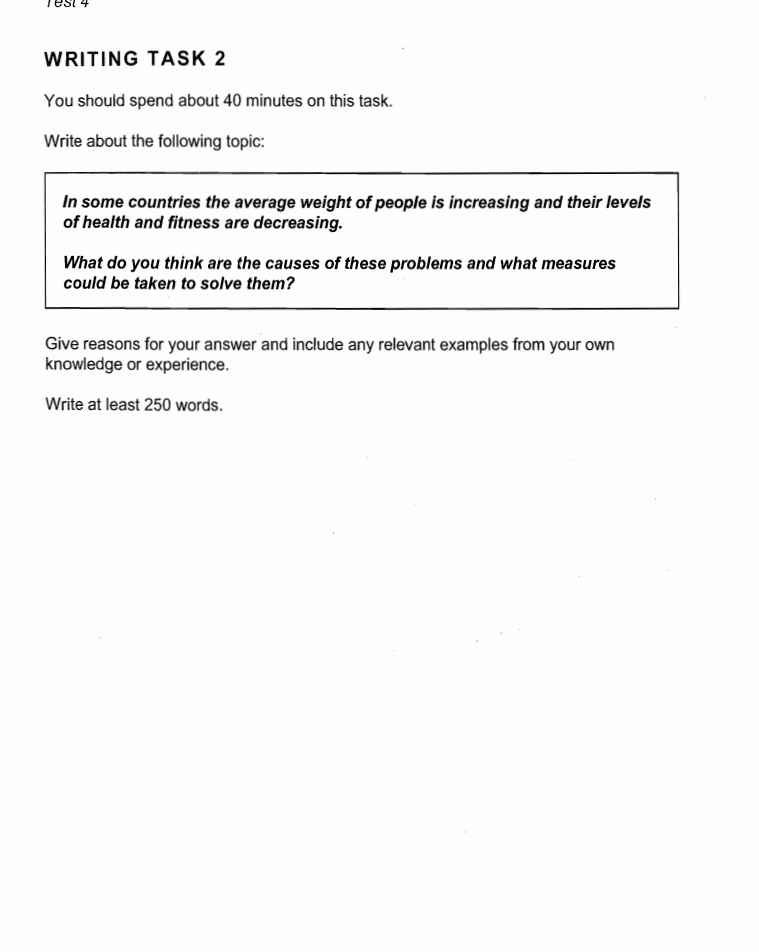 Test 4
WRITING TASK 2
You should spend about 40 minutes on this task.
Write about the following topic:
In some countries the average weight of people is increasing and their levels
of health and fitness are decreasing.
What do you think are the causes of these problems and what measures
could be taken to solve them?
Give reasons for your answer and include any relevant examples from your own
knowledge or experience.
Write at least 250 words.